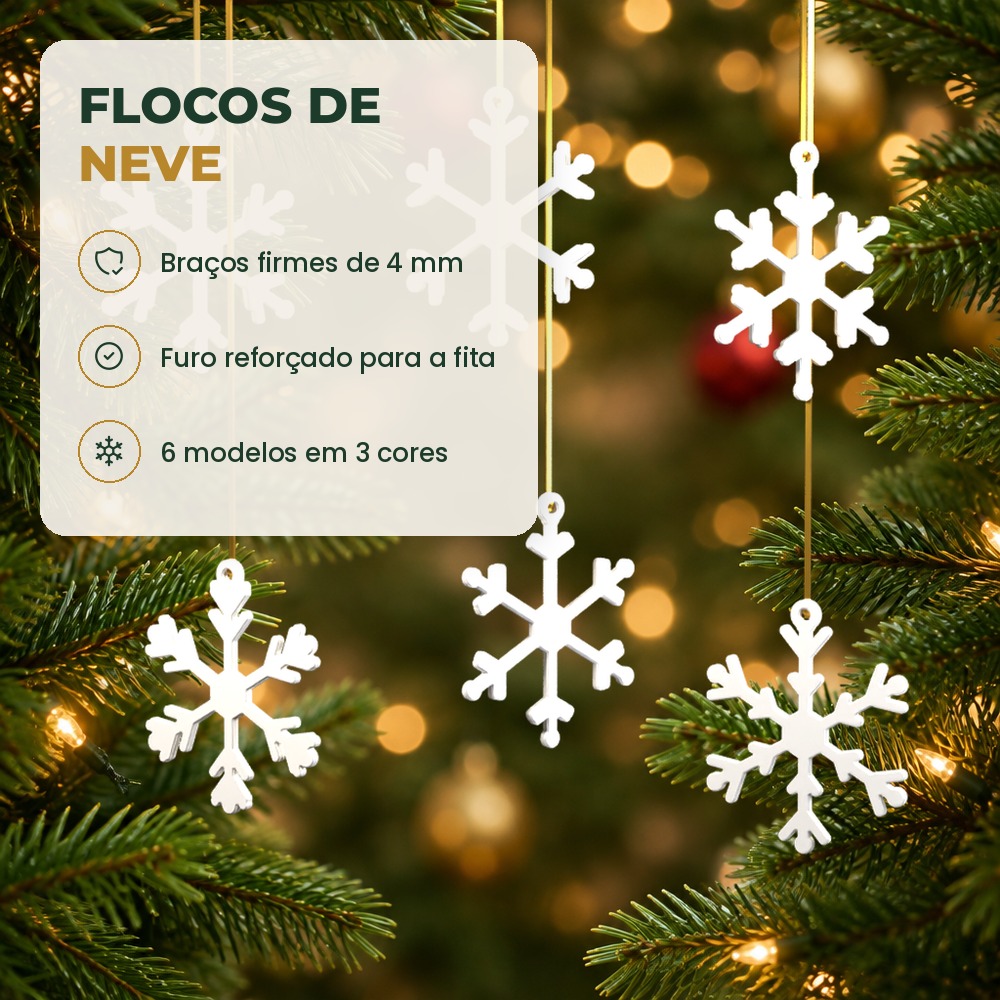 FLOCOS DE
NEVE
Braços firmes de 4 mm
Furo reforçado para a fita
6 modelos em 3 cores